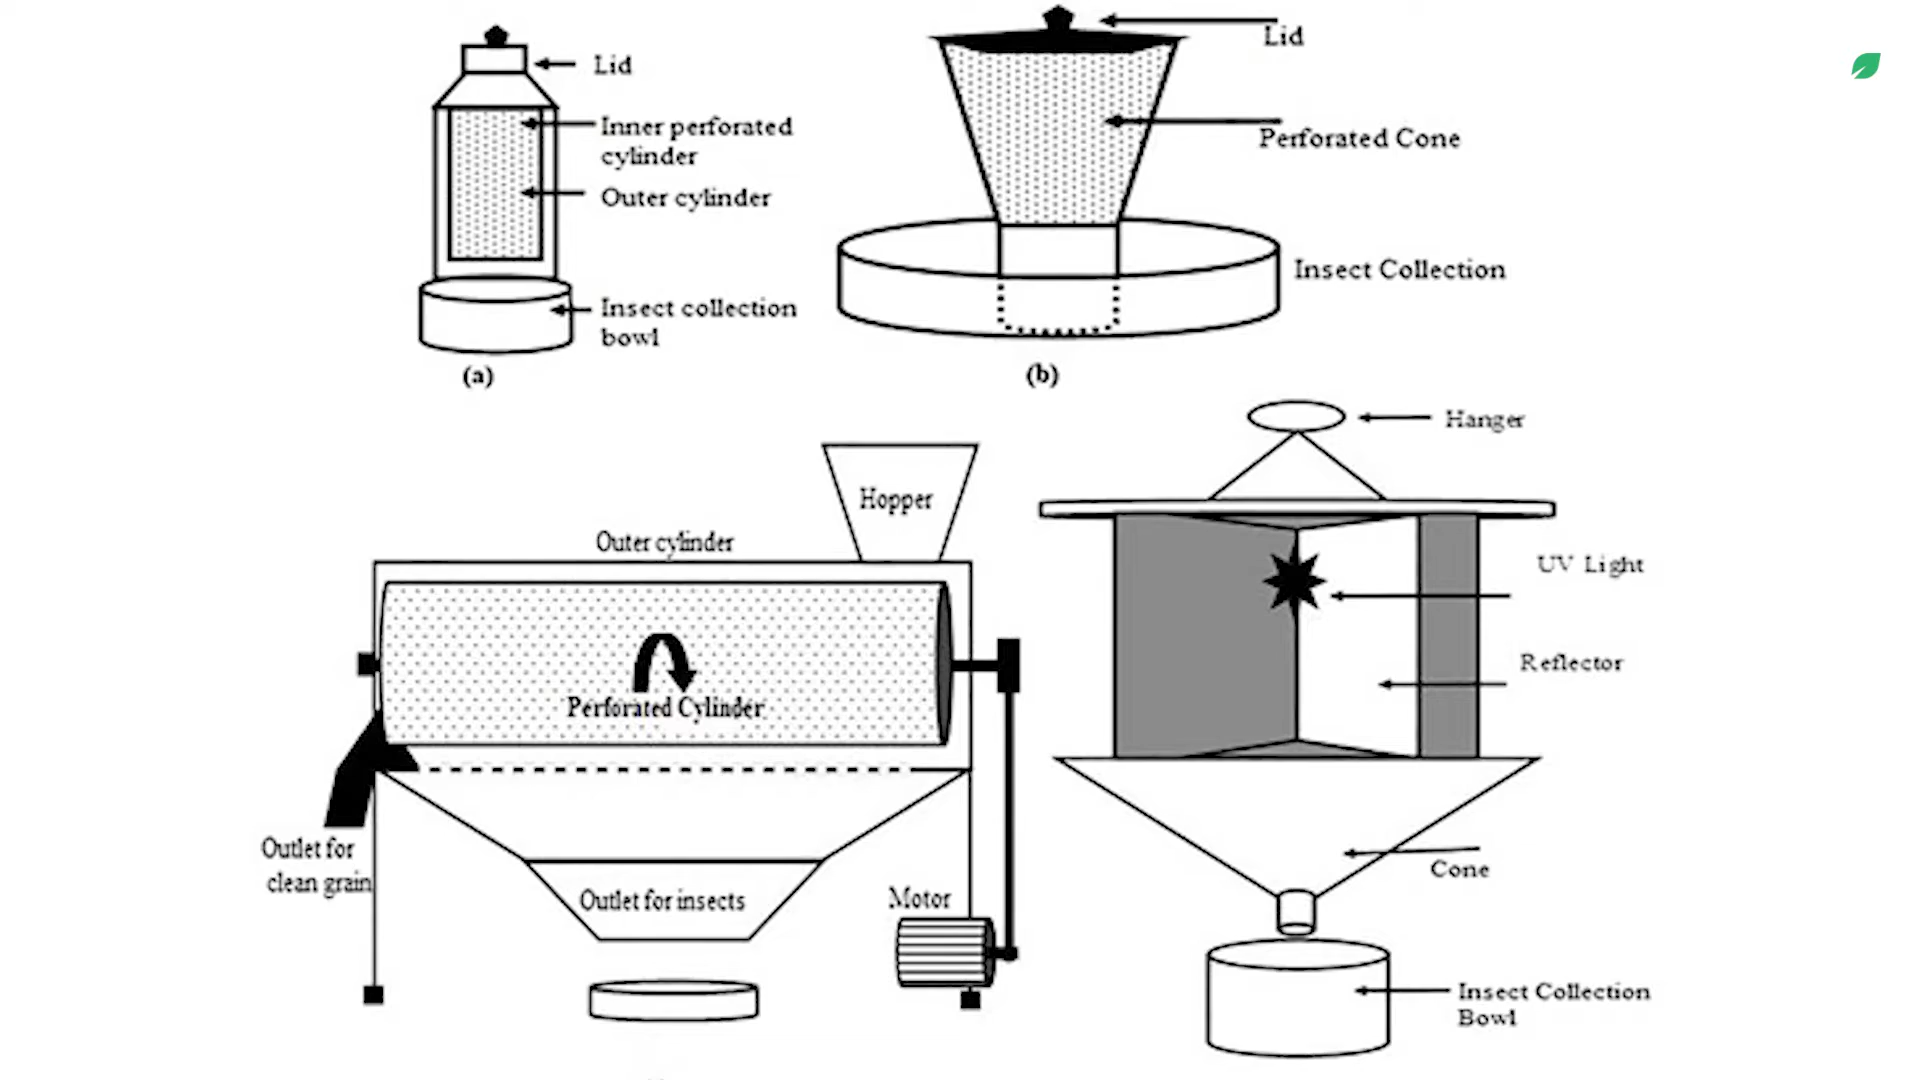 Lid
Inner perforated
cylinder
Outer cylinder
Insect collection
bowl
(a)
Lid
Perforated Cone
Insect Collection
(b)
Hopper
Outer cylinder
Perforated Cylinder
Outlet for
clean grain
Outlet for insects
Motor
Hanger
UV Light
Reflector
Cone
Insect Collection
Bowl